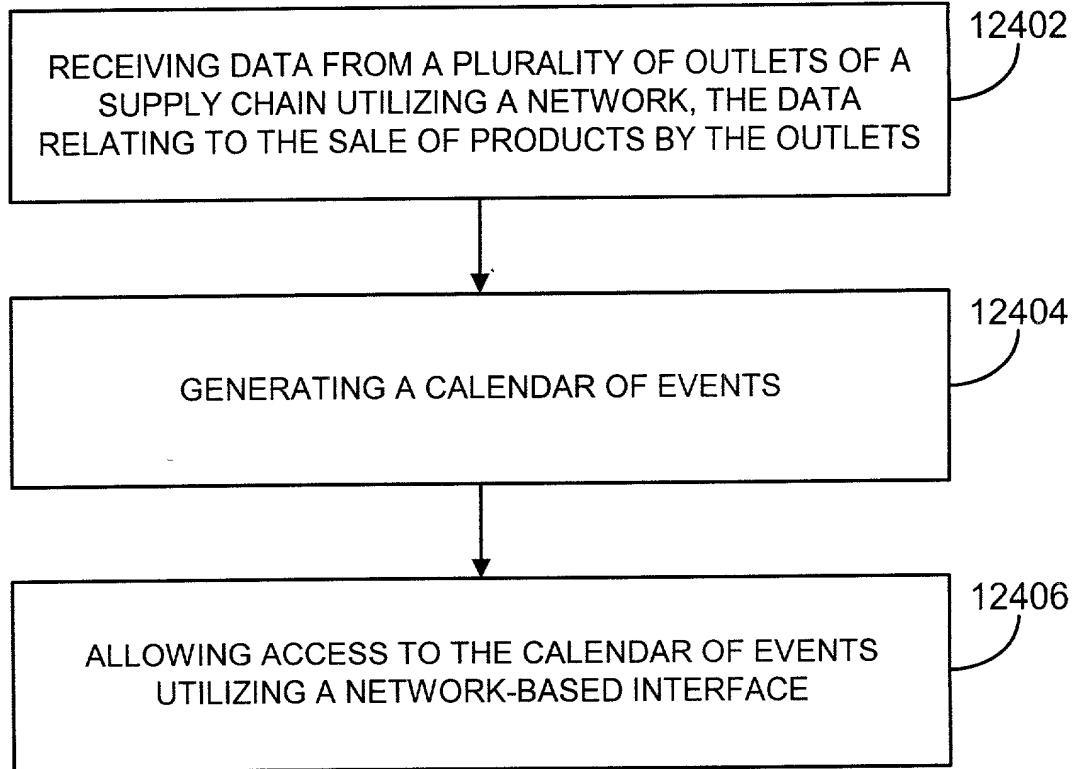 12402
RECEIVING DATA FROM A PLURALITY OF OUTLETS OF A
SUPPLY CHAIN UTILIZING A NETWORK, THE DATA
RELATING TO THE SALE OF PRODUCTS BY THE OUTLETS
12404
GENERATING A CALENDAR OF EVENTS
12406
ALLOWING ACCESS TO THE CALENDAR OF EVENTS
UTILIZING A NETWORK-BASED INTERFACE